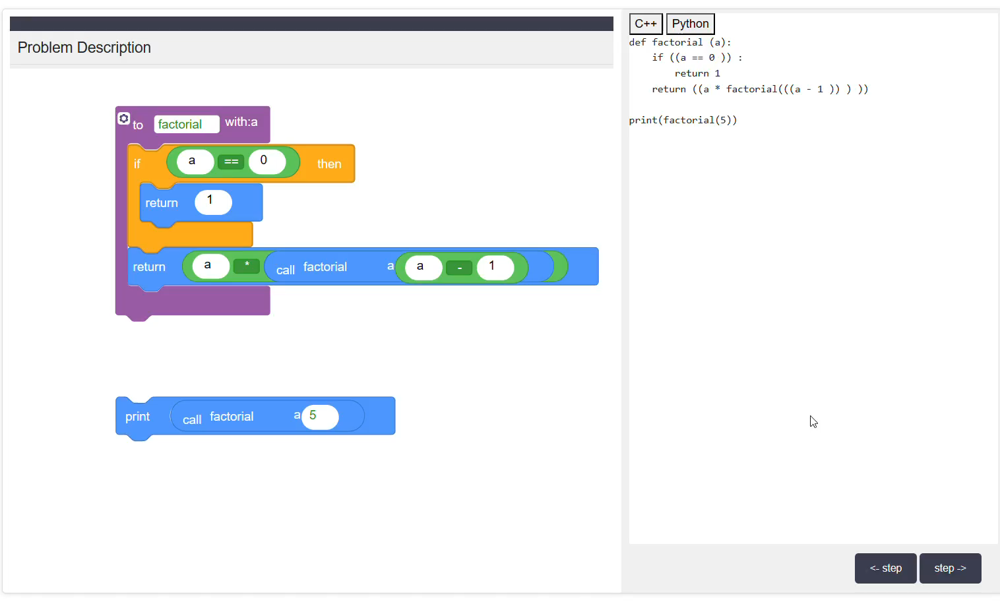 Problem Description
to factorial with:a
if a == 0 then
return 1
return a * call factorial a a - 1
print call factorial a 5
C++ Python
def factorial (a):
    if ((a == 0 )) :
        return 1
    return ((a * factorial(((a - 1 )) ) ))
print(factorial(5))
<- step step ->